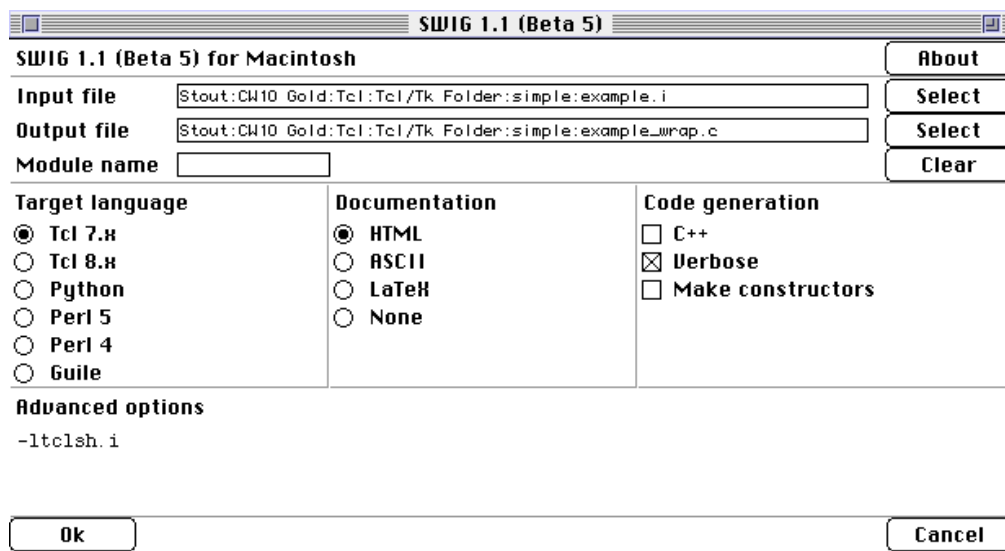 SWIG 1.1 (Beta 5)
SWIG 1.1 (Beta 5) for Macintosh
About
Input file
Stout:CW10 Gold:Tcl:Tcl/Tk Folder:simple:example.i
Select
Output file
Stout:CW10 Gold:Tcl:Tcl/Tk Folder:simple:example_wrap.c
Select
Module name
Clear
Target language
Tcl 7.x
Tcl 8.x
Python
Perl 5
Perl 4
Guile
Documentation
HTML
ASCII
LaTeX
None
Code generation
C++
Verbose
Make constructors
Advanced options
-ltclsh.i
Ok
Cancel